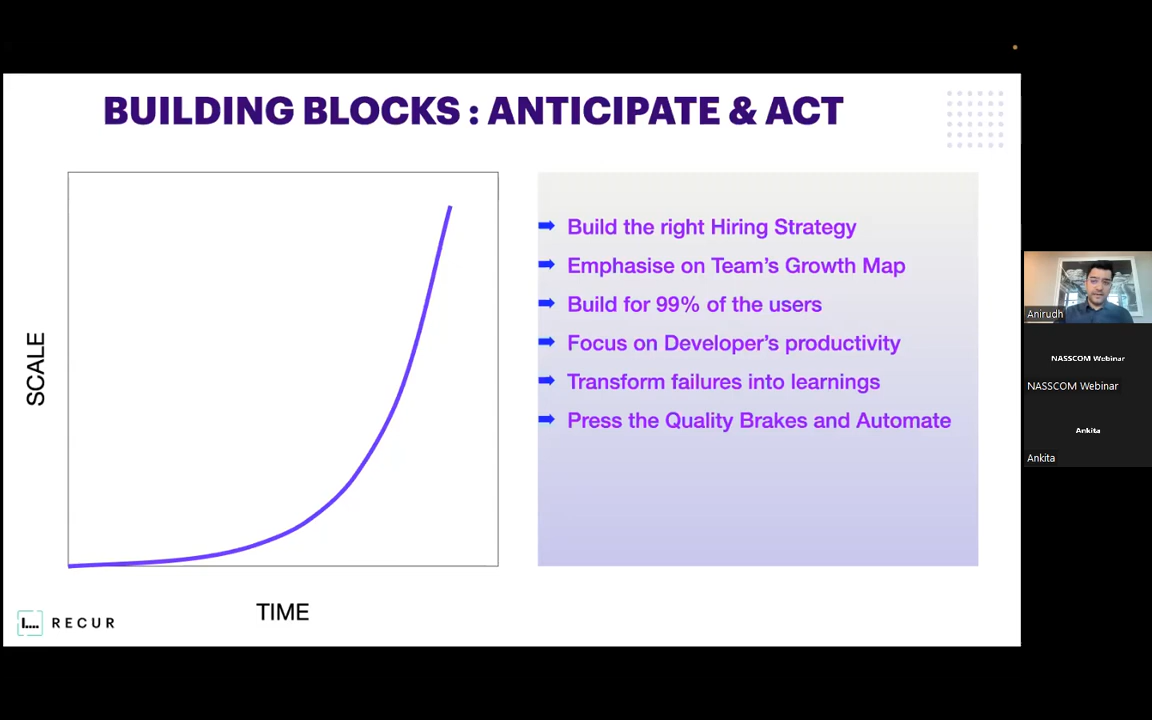 BUILDING BLOCKS : ANTICIPATE & ACT
SCALE
TIME
Build the right Hiring Strategy
Emphasise on Team's Growth Map
Build for 99% of the users
Focus on Developer's productivity
Transform failures into learnings
Press the Quality Brakes and Automate
RECUR
Anirudh
NASSCOM Webinar
NASSCOM Webinar
Ankita
Ankita